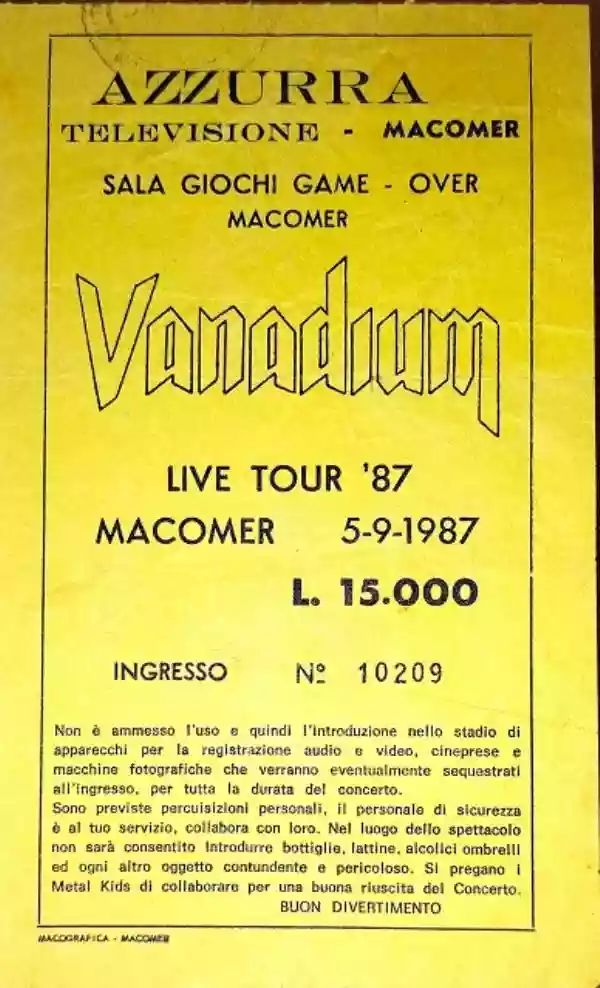 AZZURRA
TELEVISIONE - MACOMER
SALA GIOCHI GAME - OVER
MACOMER
Vanadium
LIVE TOUR '87
MACOMER 5-9-1987
L. 15.000
INGRESSO Nº 10209
Non è ammesso l'uso e quindi l'introduzione nello stadio di
apparecchi per la registrazione audio e video, cineprese e
macchine fotografiche che verranno eventualmente sequestrati
all'ingresso, per tutta la durata del concerto.
Sono previste percuisizioni personali, il personale di sicurezza
è al tuo servizio, collabora con loro. Nel luogo dello spettacolo
non sarà consentito introdurre bottiglie, lattine, alcolici ombrelli
ed ogni altro oggetto contundente e pericoloso. Si pregano i
Metal Kids di collaborare per una buona riuscita del Concerto.
BUON DIVERTIMENTO
MACOGRAFICA - MACOMER